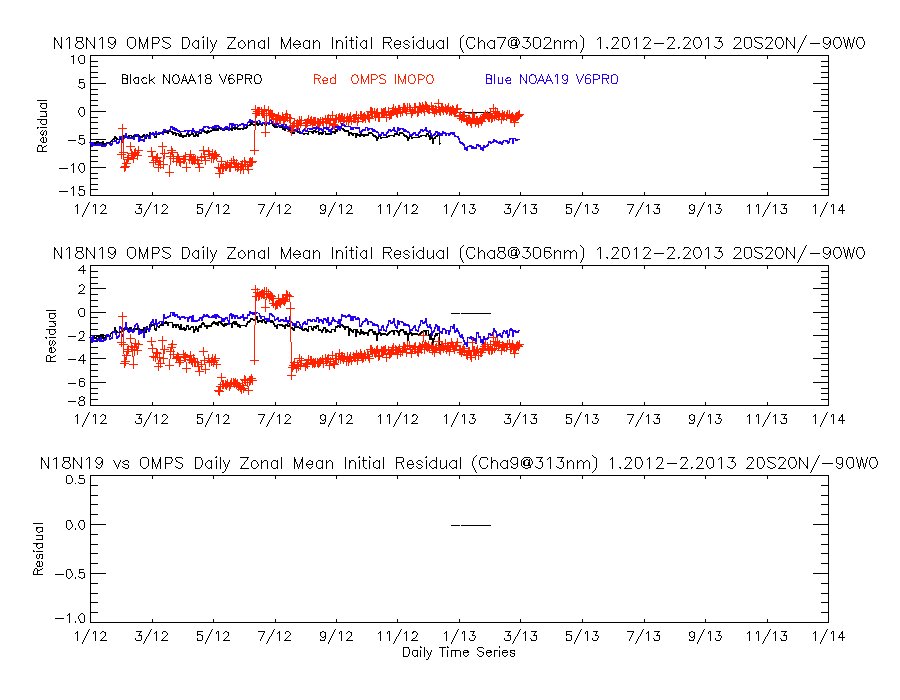 N18N19 OMPS Daily Zonal Mean Initial Residual (Cha7@302nm) 1.2012-2.2013 20S20N/-90W0
10
5
0
-5
-10
-15
Residual
Black NOAA18 V6PRO Red OMPS IMOPO Blue NOAA19 V6PRO
1/12 3/12 5/12 7/12 9/12 11/12 1/13 3/13 5/13 7/13 9/13 11/13 1/14
N18N19 OMPS Daily Zonal Mean Initial Residual (Cha8@306nm) 1.2012-2.2013 20S20N/-90W0
4
2
0
-2
-4
-6
-8
Residual
1/12 3/12 5/12 7/12 9/12 11/12 1/13 3/13 5/13 7/13 9/13 11/13 1/14
N18N19 vs OMPS Daily Zonal Mean Initial Residual (Cha9@313nm) 1.2012-2.2013 20S20N/-90W0
0.5
0.0
-0.5
-1.0
Residual
1/12 3/12 5/12 7/12 9/12 11/12 1/13 3/13 5/13 7/13 9/13 11/13 1/14
Daily Time Series